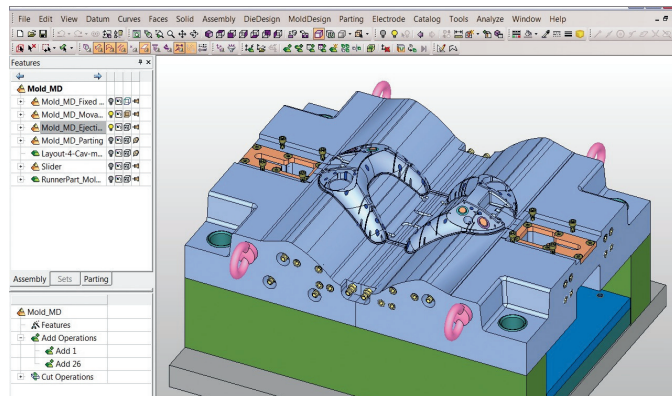 File Edit View Datum Curves Faces Solid Assembly DieDesign MoldDesign Parting Electrode Catalog Tools Analyze Window Help
Features
Mold_MD
Mold_MD_Fixed ...
Mold_MD_Mova...
Mold_MD_Ejecti...
Mold_MD_Parting
Layout-4-Cav-m...
Slider
RunnerPart_Mol...
Assembly Sets Parting
Mold_MD
Features
Add Operations
Add 1
Add 26
Cut Operations